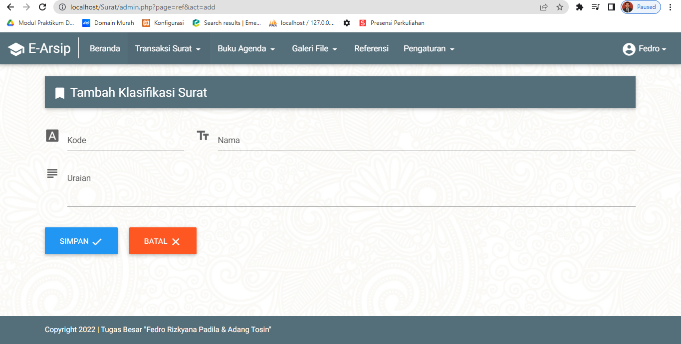 localhost/Surat/admin.php?page=ref&act=add
Paused
Modul Praktikum D... Domain Murah Konfigurasi Search results | Eme... localhost / 127.0.0... Presensi Perkuliahan
E-Arsip Beranda Transaksi Surat Buku Agenda Galeri File Referensi Pengaturan Fedro
Tambah Klasifikasi Surat
Kode Nama
Uraian
SIMPAN BATAL
Copyright 2022 | Tugas Besar "Fedro Rizkyana Padila & Adang Tosin"